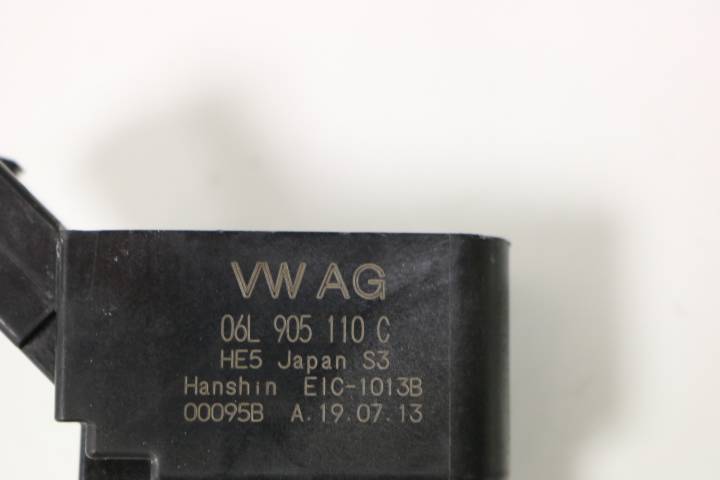 VW AG
06L 905 110 C
HE5 Japan S3
Hanshin EIC-1013B
00095B A.19.07.13